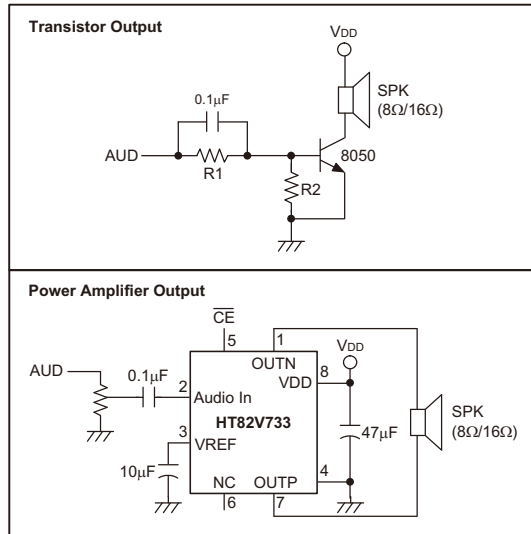 Transistor Output
VDD
SPK
(8Ω/16Ω)
0.1μF
AUD
R1
8050
R2
Power Amplifier Output
CE
5
1
OUTN
VDD
8
VDD
AUD
0.1μF
2
Audio In
HT82V733
3
VREF
47μF
SPK
(8Ω/16Ω)
10μF
NC
OUTP
4
6
7